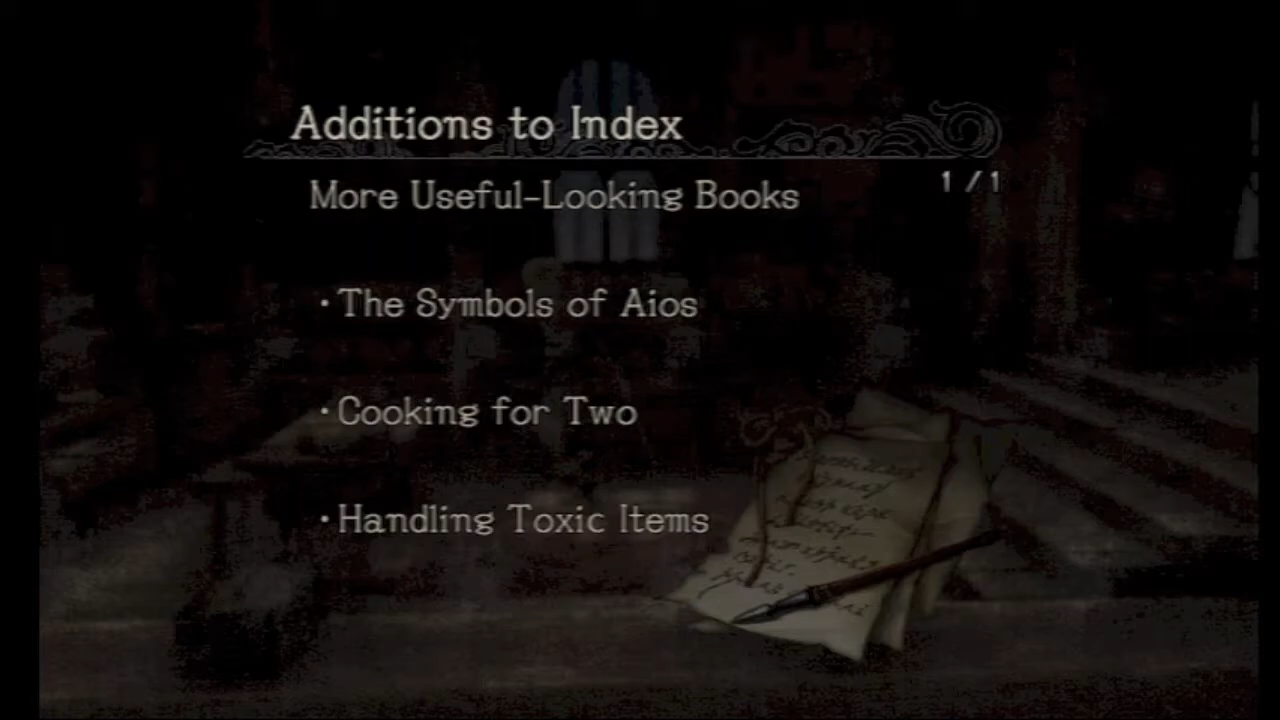 Additions to Index
1/1
More Useful-Looking Books
·The Symbols of Aios
·Cooking for Two
·Handling Toxic Items